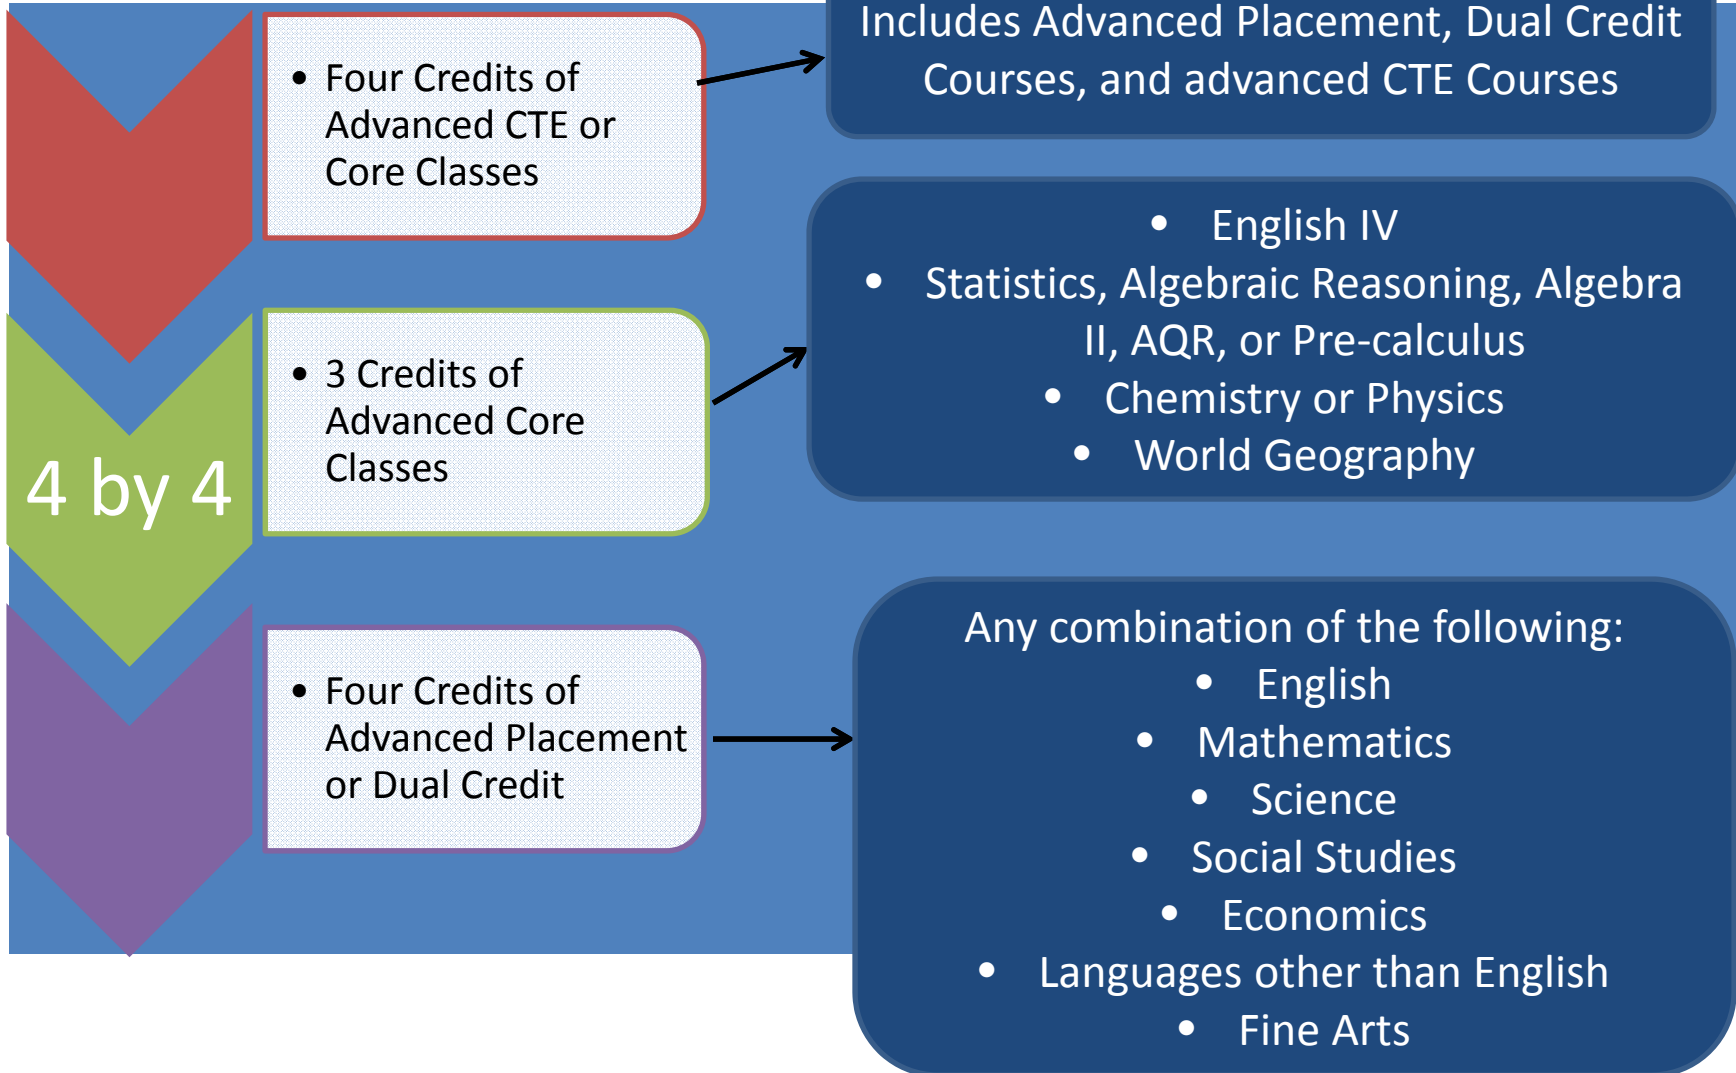 • Four Credits of
Advanced CTE or
Core Classes
Includes Advanced Placement, Dual Credit
Courses, and advanced CTE Courses
4 by 4
• 3 Credits of
Advanced Core
Classes
• English IV
• Statistics, Algebraic Reasoning, Algebra
II, AQR, or Pre-calculus
• Chemistry or Physics
• World Geography
• Four Credits of
Advanced Placement
or Dual Credit
Any combination of the following:
• English
• Mathematics
• Science
• Social Studies
• Economics
• Languages other than English
• Fine Arts